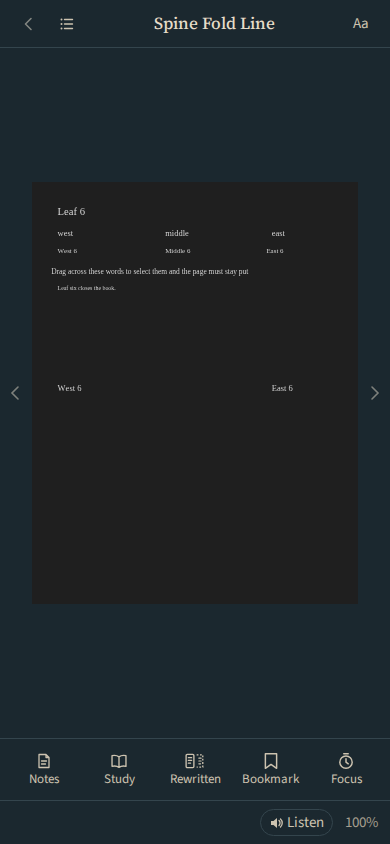 Spine Fold Line Aa
Leaf 6
west middle east
West 6 Middle 6 East 6
Drag across these words to select them and the page must stay put
Leaf six closes the book.
West 6 East 6
Notes Study Rewritten Bookmark Focus
Listen 100%